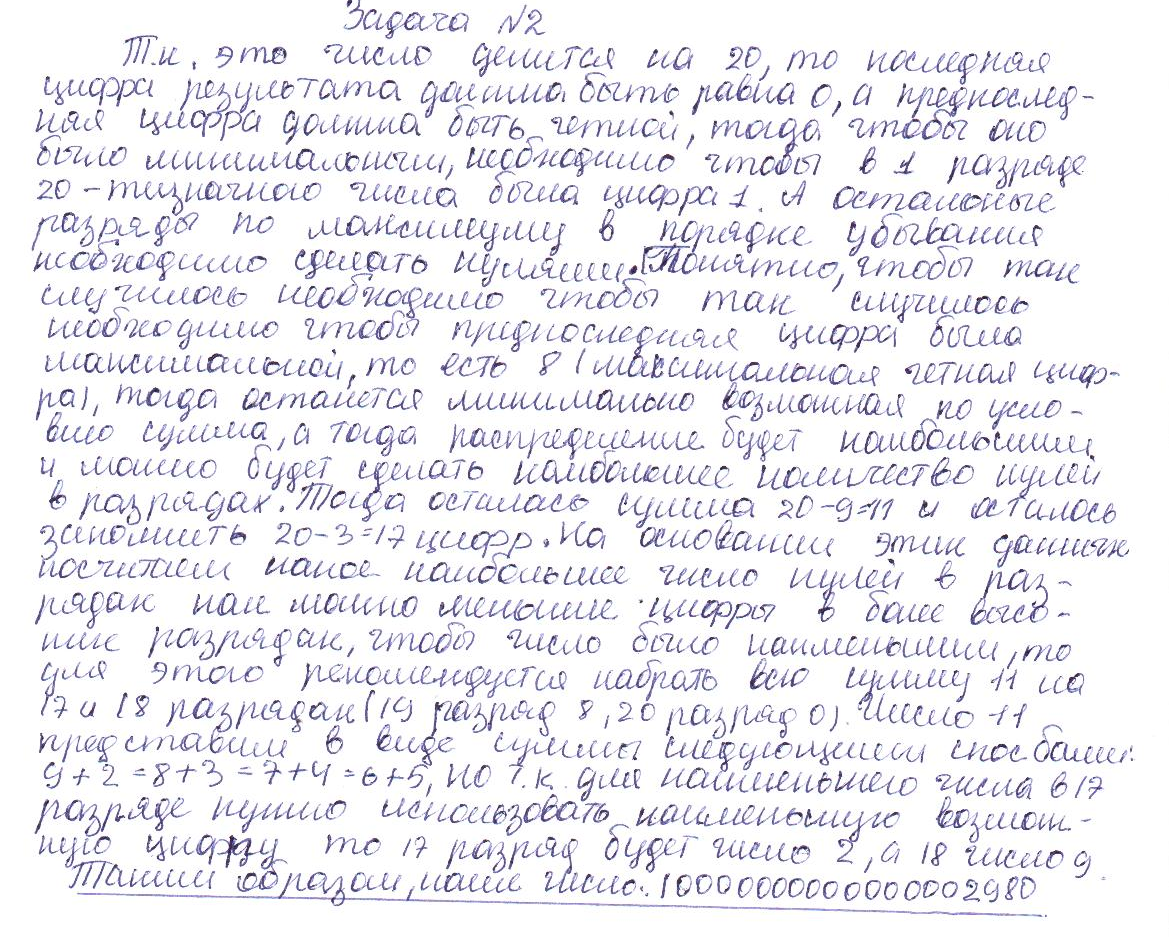 Задача №2
Т.к. это число делится на 20, то последняя
цифра результата должна быть равна 0, а предпослед-
няя цифра должна быть четной, тогда чтобы оно
было минимальным, необходимо чтобы в 1 разряде
20-тизначного числа была цифра 1. А остальные
разряды по максимуму в порядке убывания
необходимо сделать нулями. Понятно, чтобы так
случилось необходимо чтобы так случилось
необходимо чтобы предпоследняя цифра была
максимальной, то есть 8 (максимальная четная циф-
ра), тогда останется минимально возможная по усло-
вию сумма, а тогда распределение будет наибольшим
и можно будет сделать наибольшее количество нулей
в разрядах. Тогда осталась сумма 20-9=11 и осталось
заполнить 20-3=17 цифр. На основании этих данных
посчитаем какое наибольшее число нулей в раз-
рядах как можно меньшие цифры в боле высо-
ких разрядах, чтобы число было наименьшим, то
для этого рекомендуется набрать всю сумму 11 на
17 и 18 разрядах (19 разряд 8, 20 разряд 0). Число 11
представим в виде суммы следующими спосбами:
9+2=8+3=7+4=6+5, но т.к. для наименьшего числа в 17
разряде нужно использовать наименьшую возмож-
ную цифру то 17 разряд будет число 2, а 18 число 9.
Таким образом, наше число: 10000000000000002980